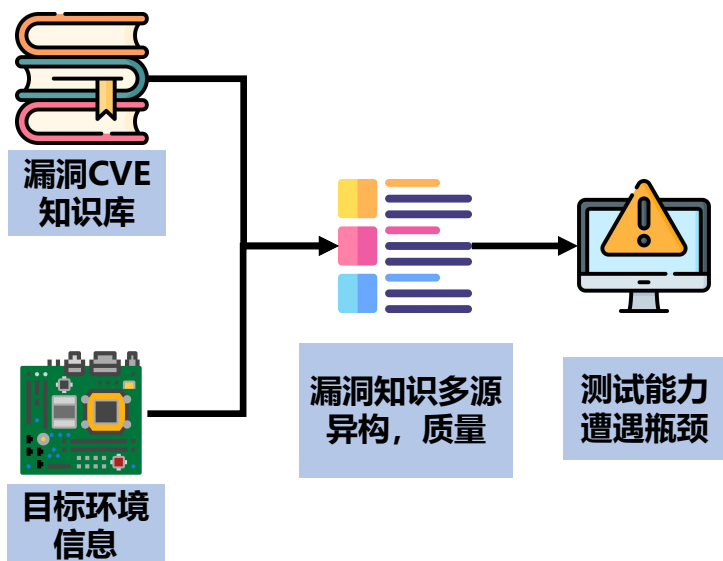 漏洞CVE
知识库
漏洞知识多源
异构，质量
测试能力
遭遇瓶颈
目标环境
信息